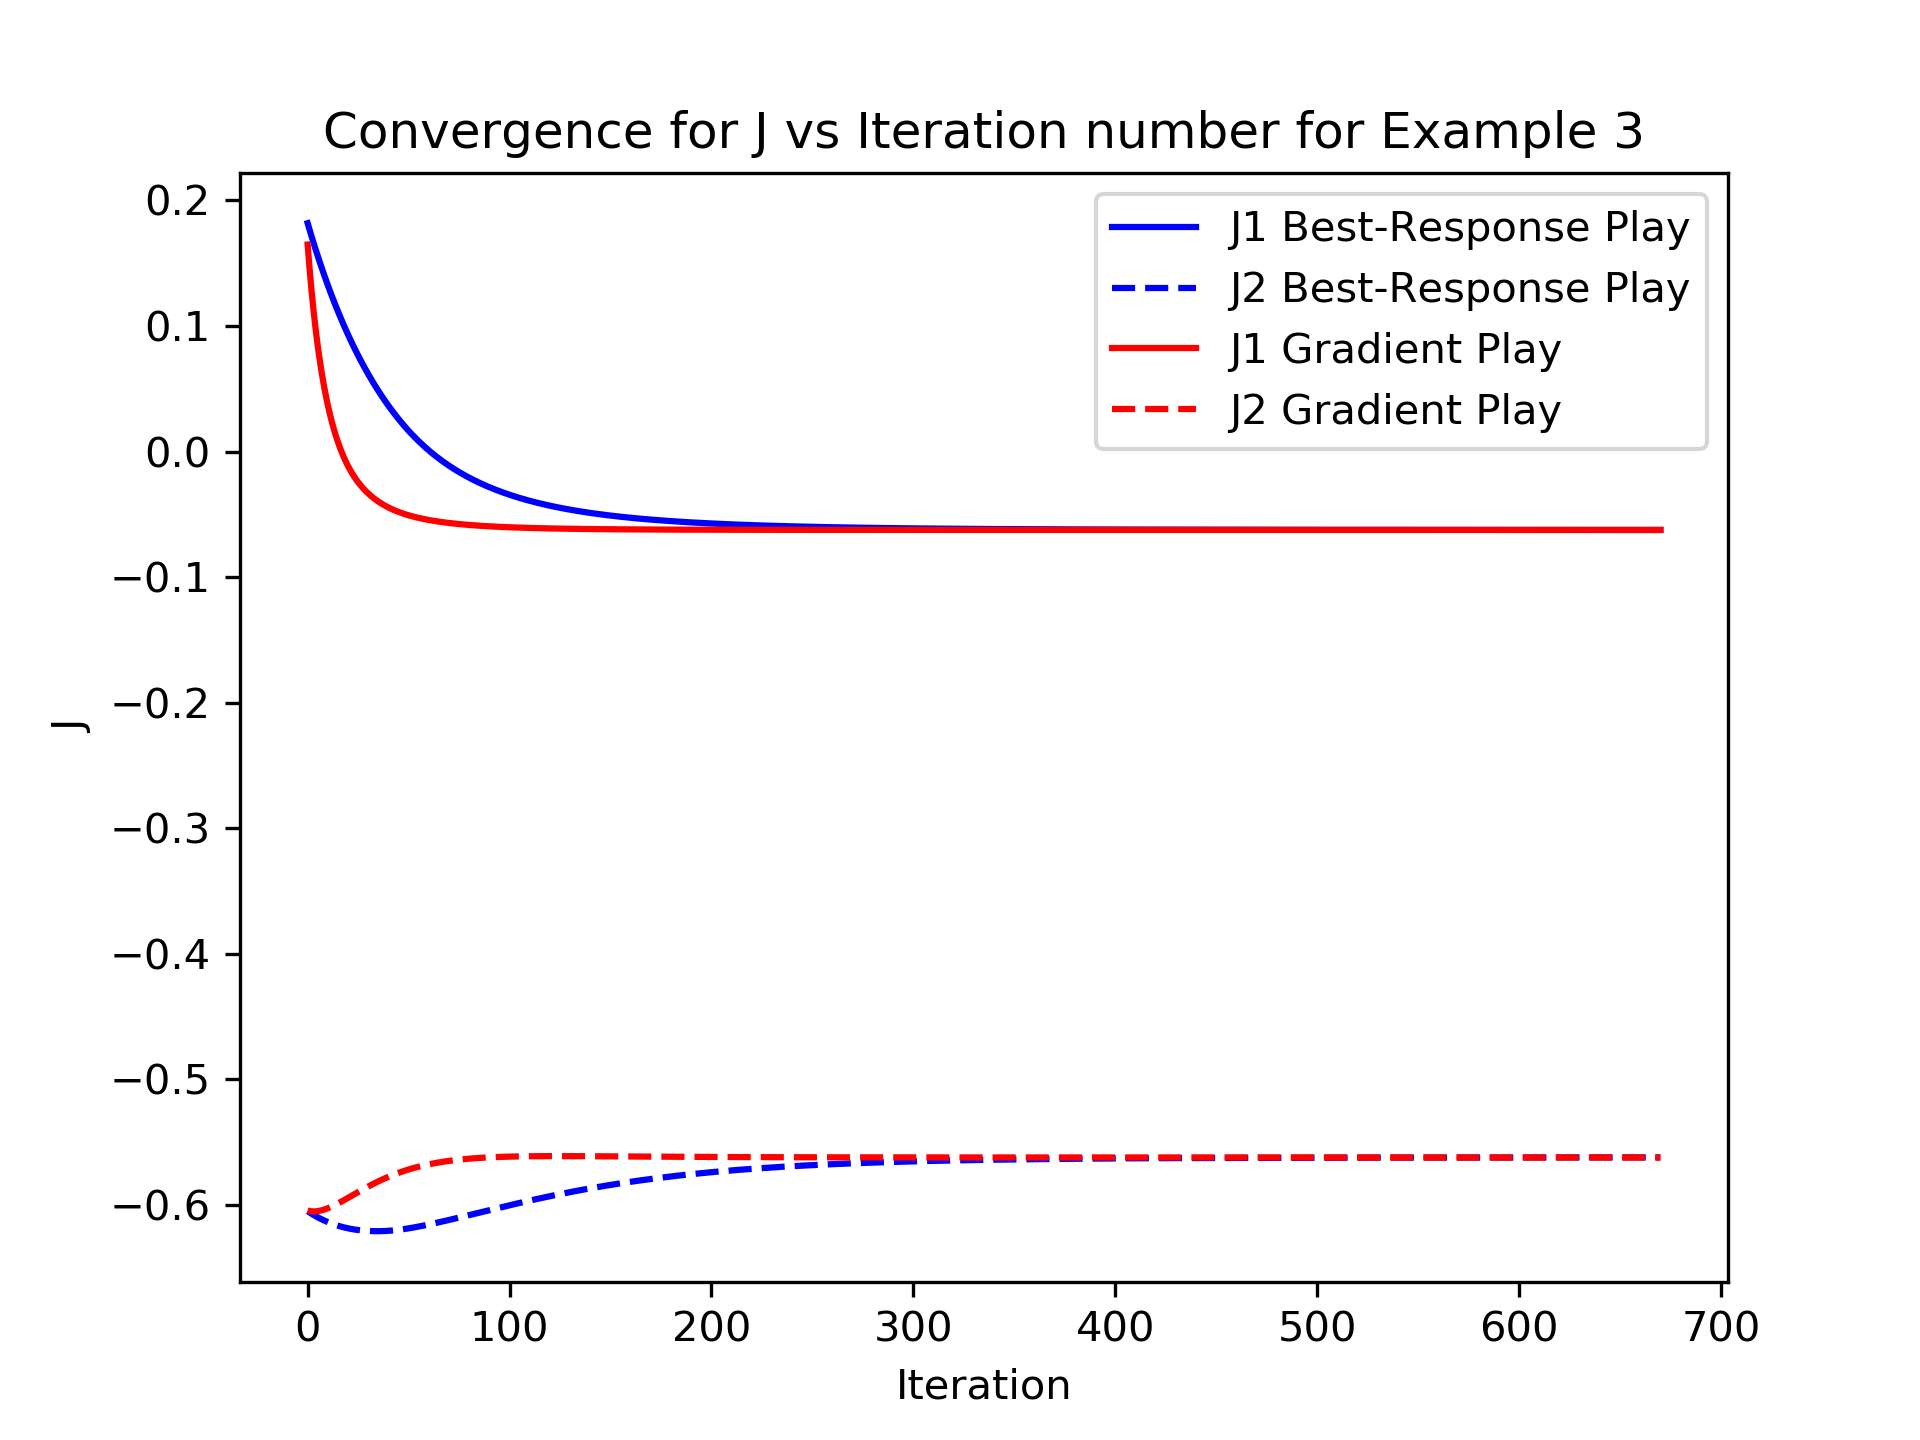 Convergence for J vs Iteration number for Example 3
J1 Best-Response Play
J2 Best-Response Play
J1 Gradient Play
J2 Gradient Play
0.2
0.1
0.0
−0.1
−0.2
−0.3
−0.4
−0.5
−0.6
J
0 100 200 300 400 500 600 700
Iteration